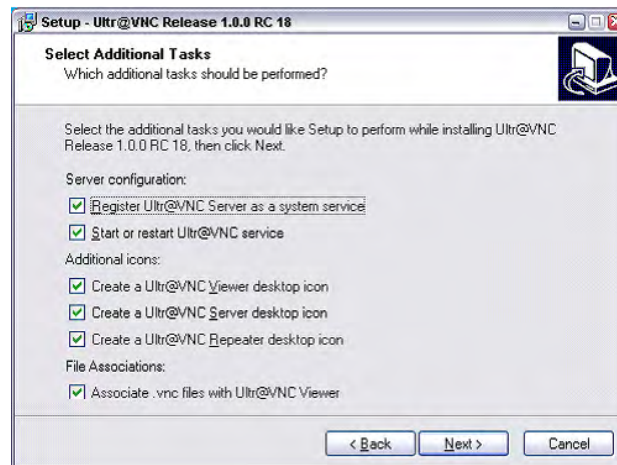 Setup - Ultr@VNC Release 1.0.0 RC 18
Select Additional Tasks
Which additional tasks should be performed?
Select the additional tasks you would like Setup to perform while installing Ultr@VNC
Release 1.0.0 RC 18, then click Next.
Server configuration:
Register Ultr@VNC Server as a system service
Start or restart Ultr@VNC service
Additional icons:
Create a Ultr@VNC Viewer desktop icon
Create a Ultr@VNC Server desktop icon
Create a Ultr@VNC Repeater desktop icon
File Associations:
Associate .vnc files with Ultr@VNC Viewer
< Back Next > Cancel